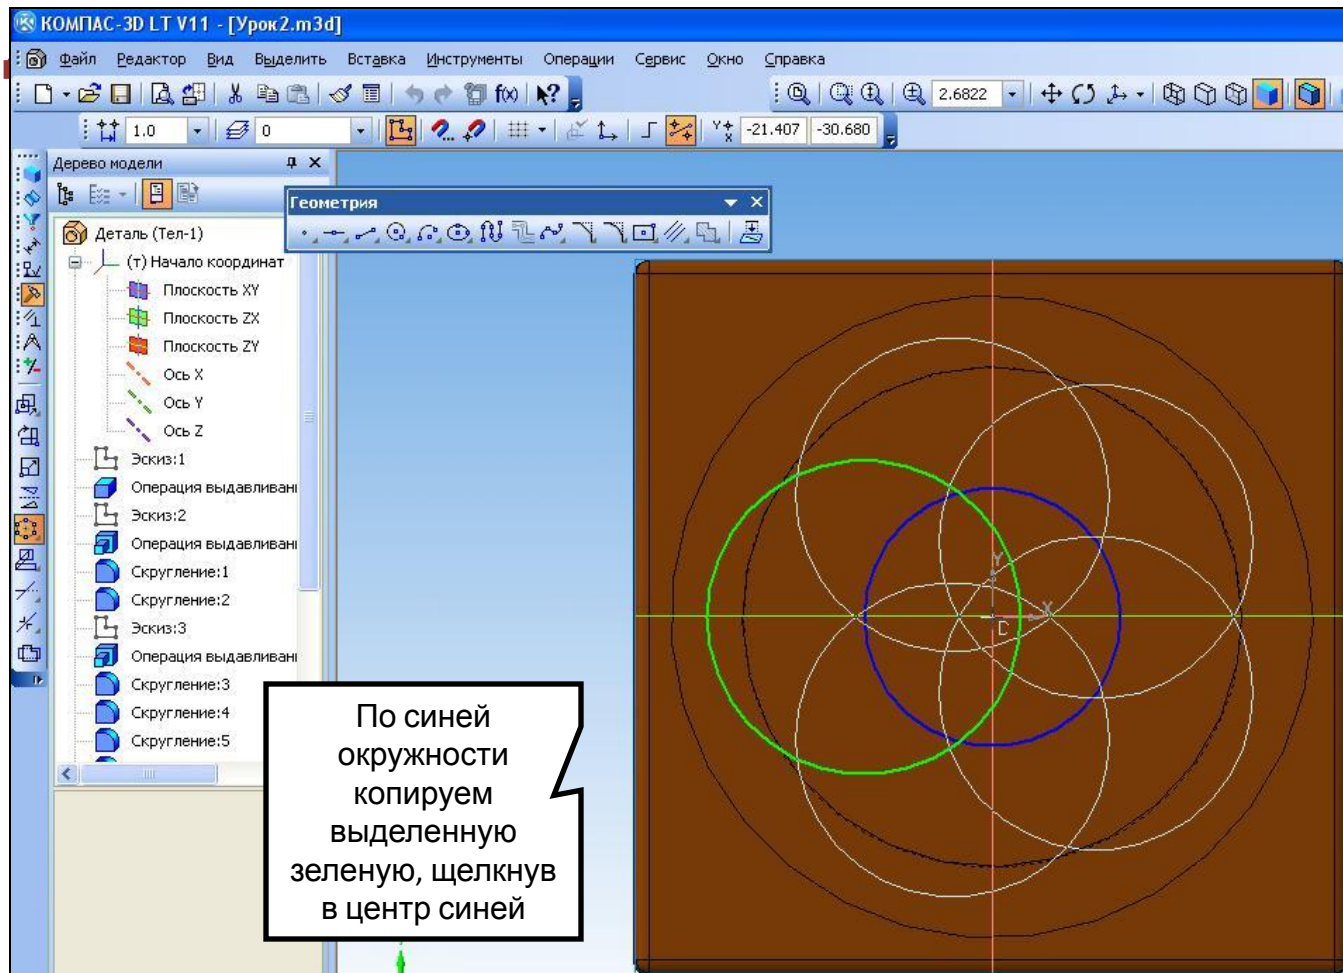 КОМПАС-3D LT V11 - [Урок2.m3d]
Файл Редактор Вид Выделить Вставка Инструменты Операции Сервис Окно Справка
f(x) 2.6822
1.0 0 -21.407 -30.680
Дерево модели
Геометрия
Деталь (Тел-1)
(т) Начало координат
Плоскость XY
Плоскость ZX
Плоскость ZY
Ось X
Ось Y
Ось Z
Эскиз:1
Операция выдавливани
Эскиз:2
Операция выдавливани
Скругление:1
Скругление:2
Эскиз:3
Операция выдавливани
Скругление:3
Скругление:4
Скругление:5
Y
X
По синей
окружности
копируем
выделенную
зеленую, щелкнув
в центр синей